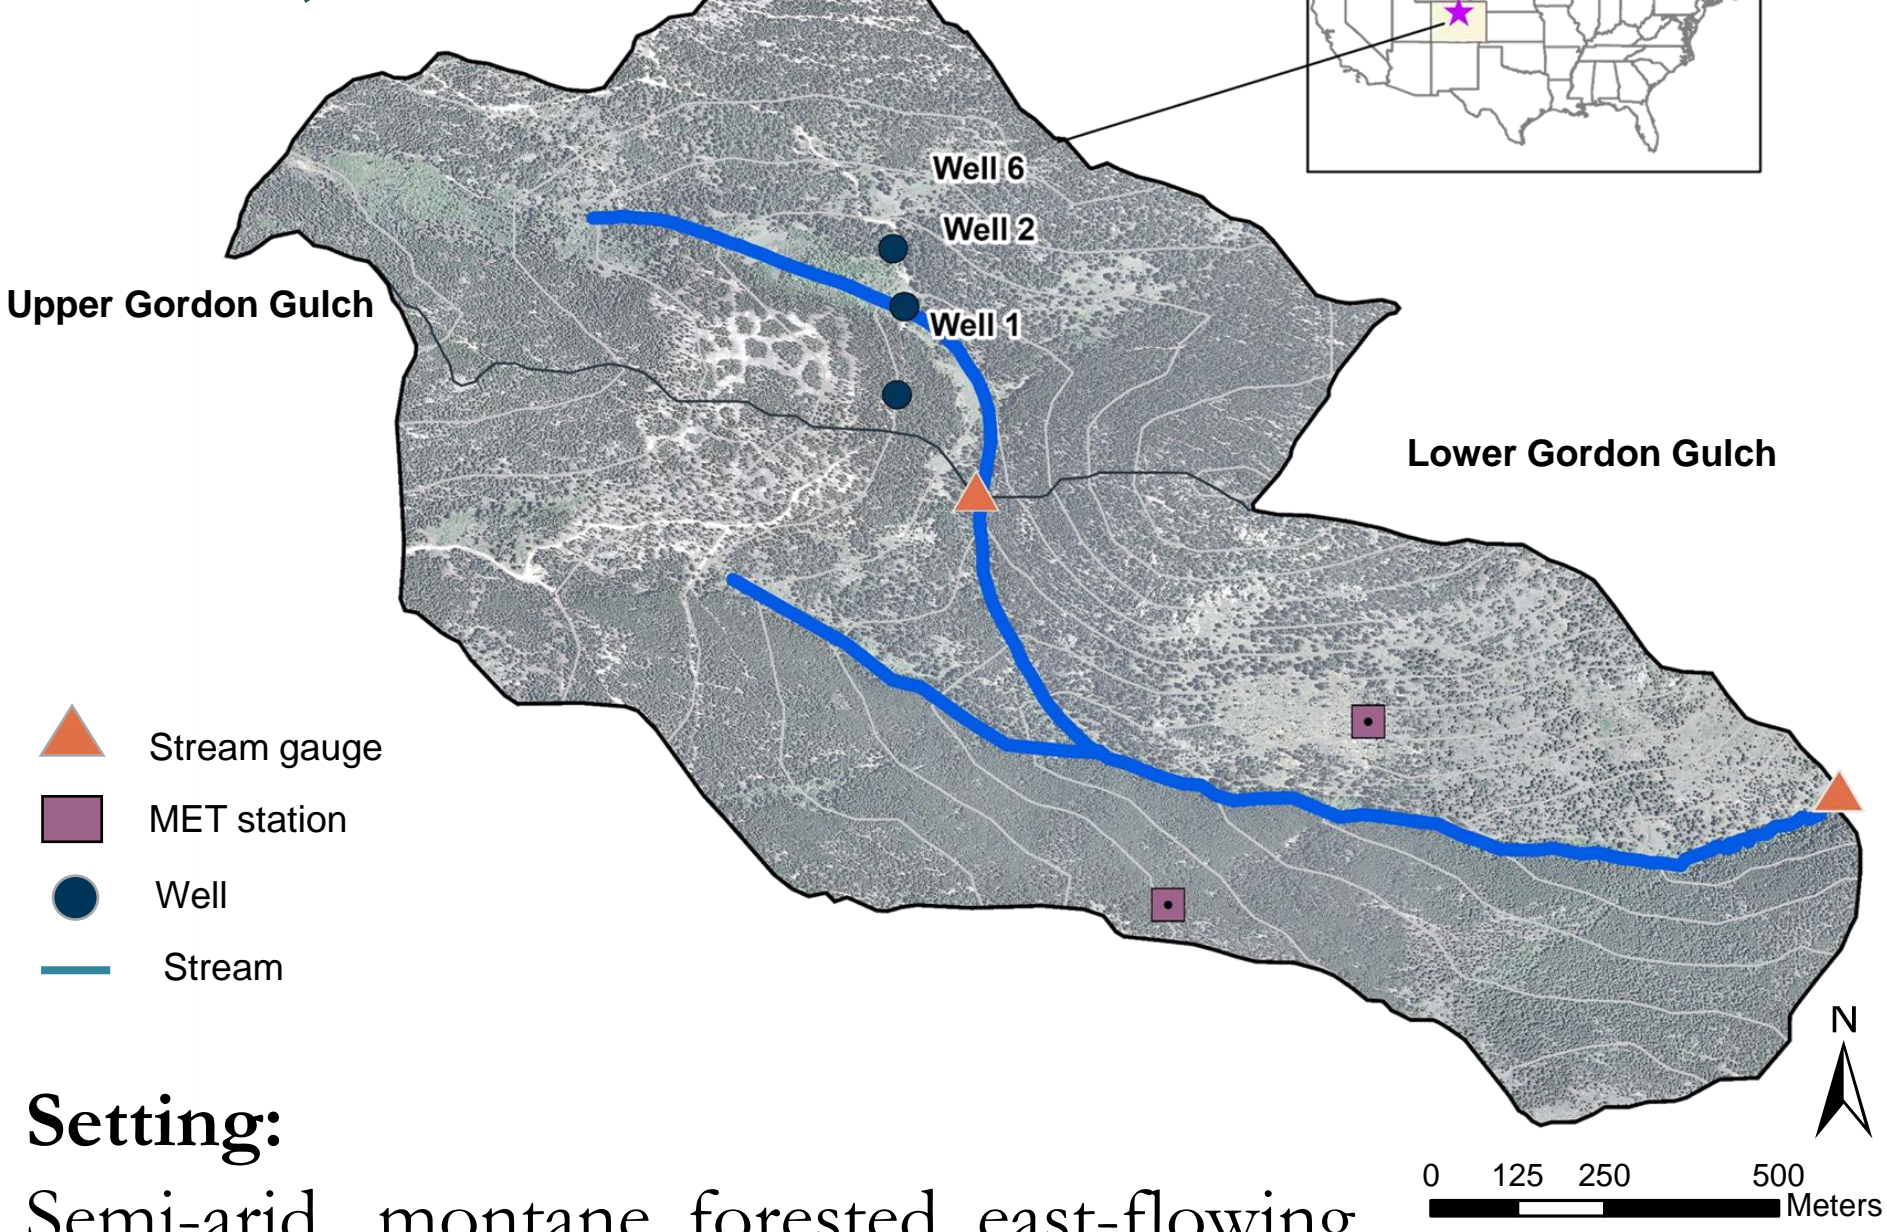 Well 6
Well 2
Upper Gordon Gulch
Well 1
Lower Gordon Gulch
Stream gauge
MET station
Well
Stream
N
Setting:
0 125 250 500
Meters
Semi-arid, montane, forested, east-flowing